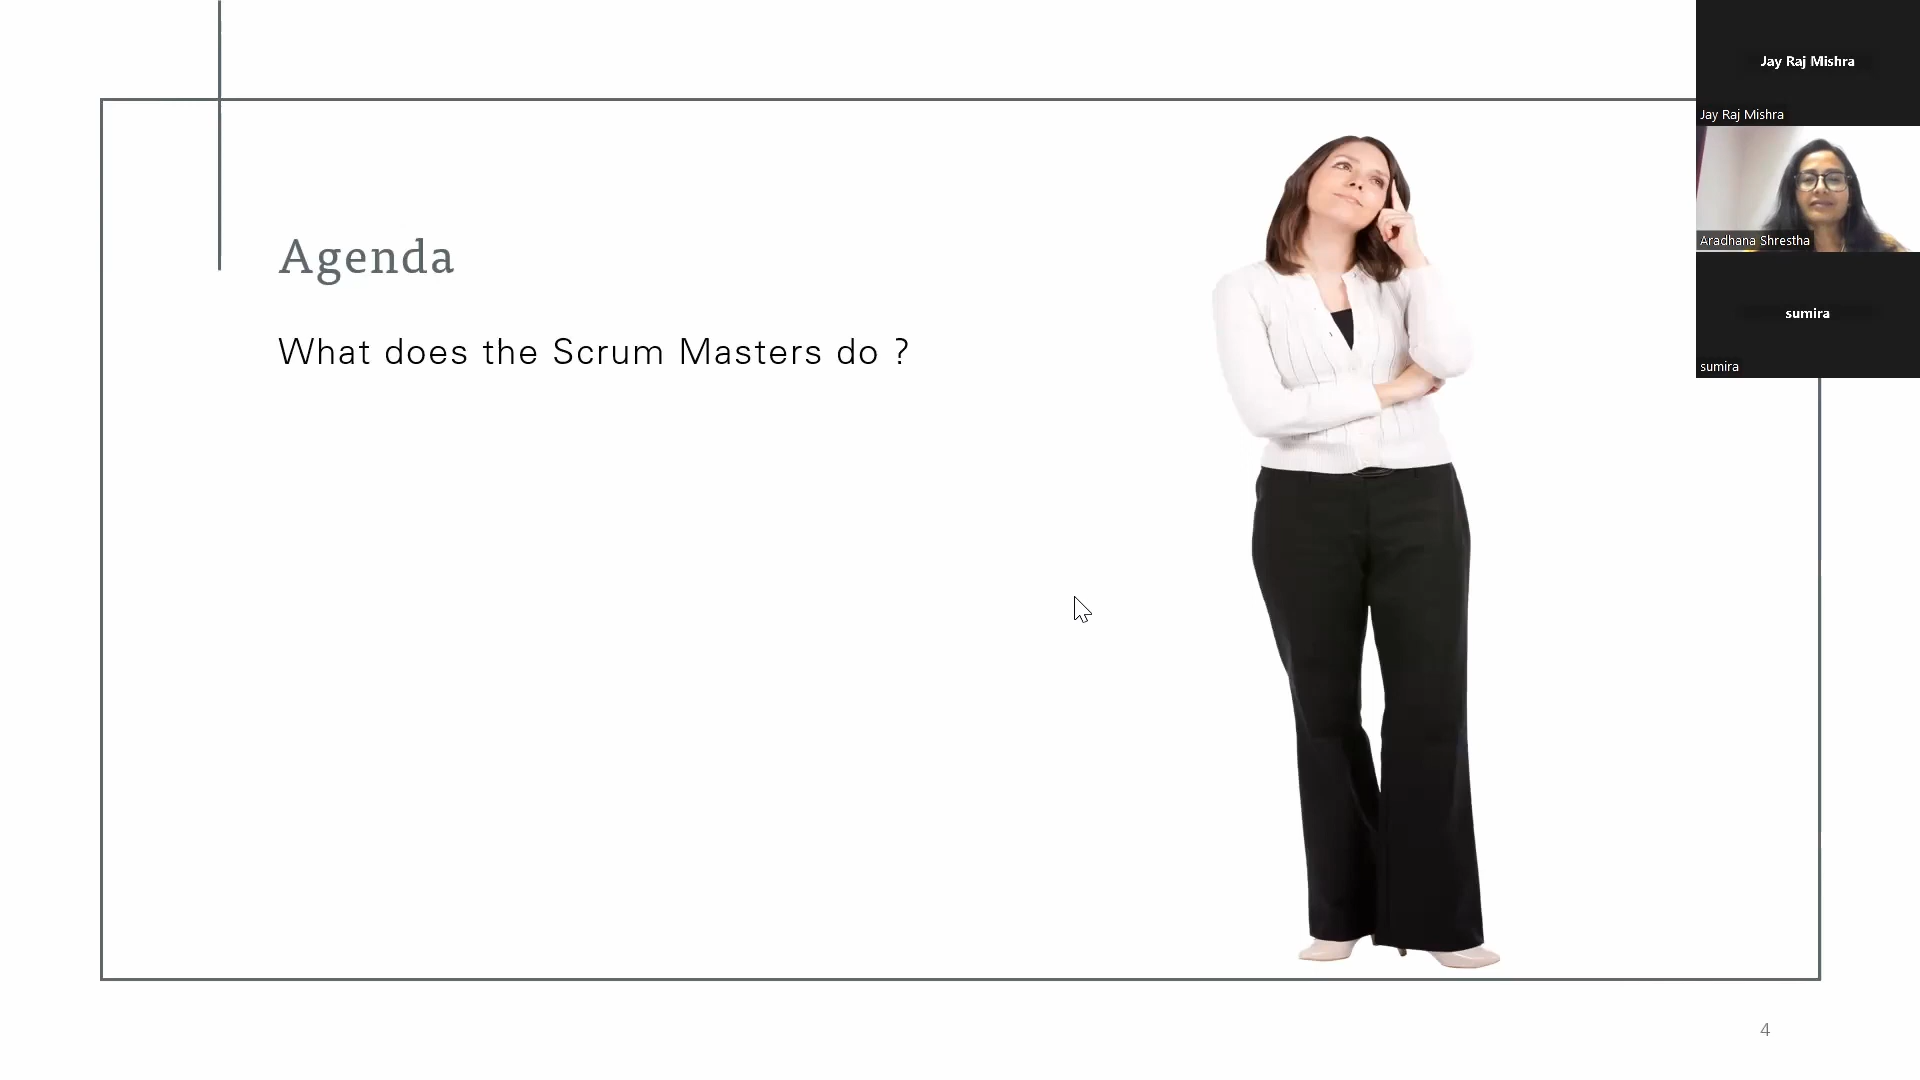 Agenda
What does the Scrum Masters do ?
Jay Raj Mishra
Jay Raj Mishra
Aradhana Shrestha
sumira
sumira
4